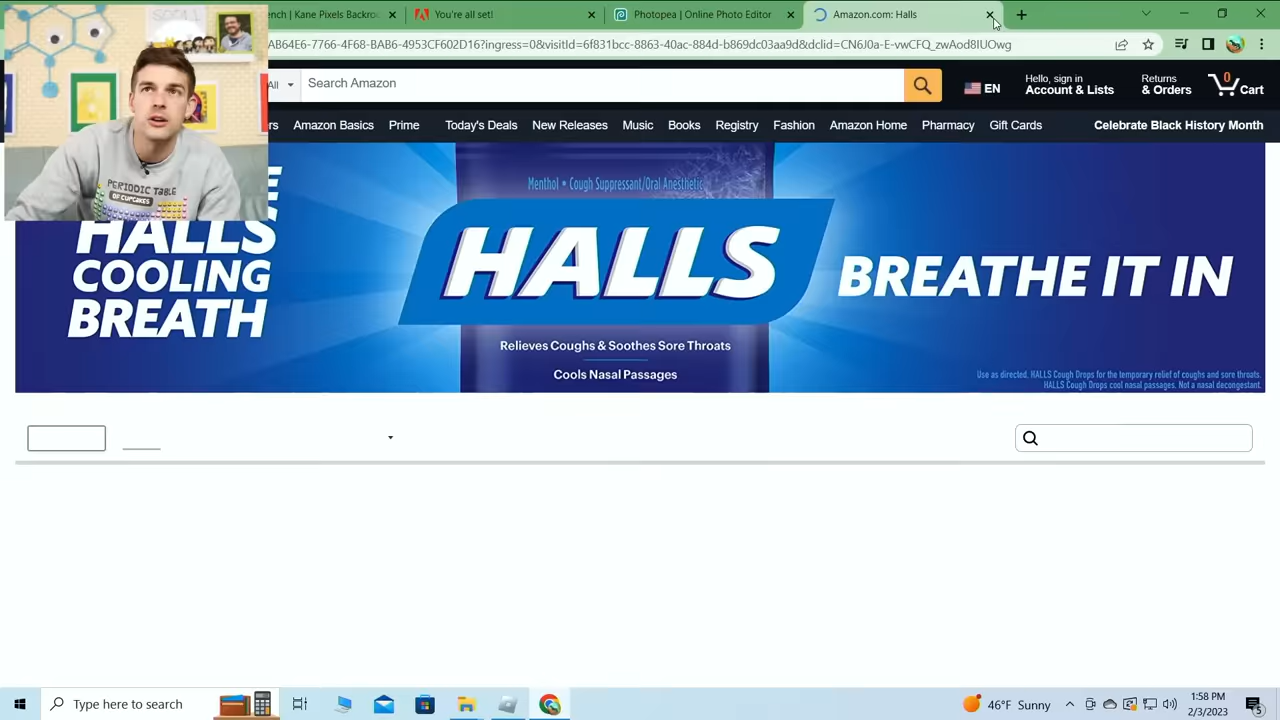 ench | Kane Pixels Backro
You're all set!
Photopea | Online Photo Editor
Amazon.com: Halls
AB64E6-7766-4F68-BAB6-4953CF602D16?ingress=0&visitId=6f831bcc-8863-40ac-884d-b869dc03aa9d&dclid=CN6J0a-E-vwCFQ_zwAod8IUOwg
All
Search Amazon
EN
Hello, sign in
Account & Lists
Returns
& Orders
0
Cart
rs
Amazon Basics
Prime
Today's Deals
New Releases
Music
Books
Registry
Fashion
Amazon Home
Pharmacy
Gift Cards
Celebrate Black History Month
PERIODIC TABLE
OF CUPCAKES
HALLS
COOLING
BREATH
Menthol • Cough Suppressant/Oral Anesthetic
HALLS
Relieves Coughs & Soothes Sore Throats
Cools Nasal Passages
BREATHE IT IN
Use as directed. HALLS Cough Drops for the temporary relief of coughs and sore throats.
HALLS Cough Drops cool nasal passages. Not a nasal decongestant.
Type here to search
46°F Sunny
1:58 PM
2/3/2023
5